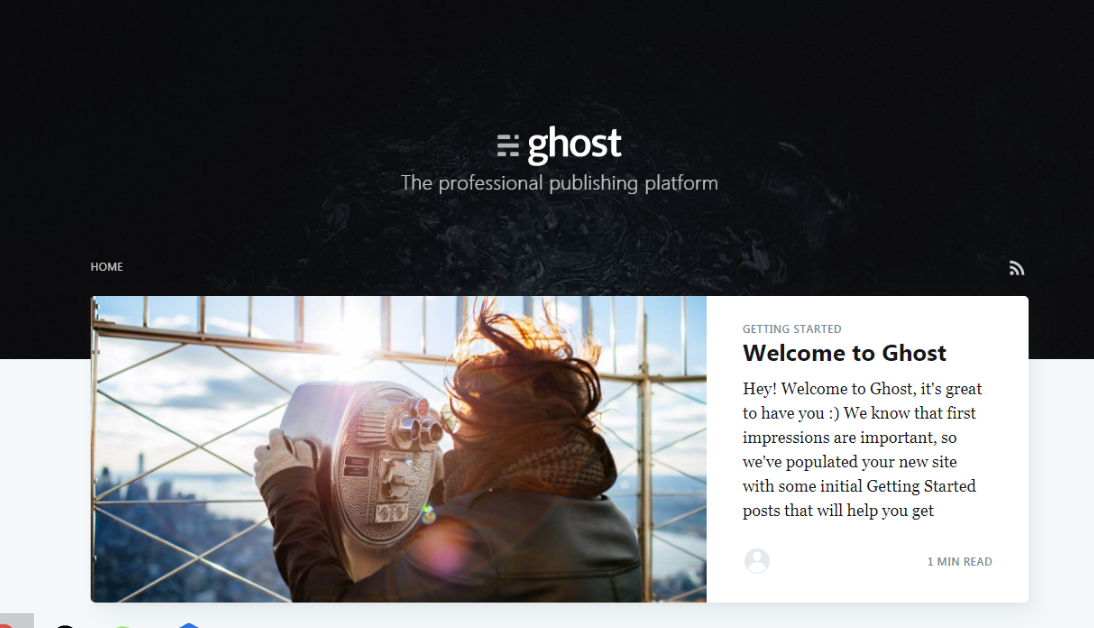 ghost
The professional publishing platform
HOME
GETTING STARTED
Welcome to Ghost
Hey! Welcome to Ghost, it's great
to have you :) We know that first
impressions are important, so
we've populated your new site
with some initial Getting Started
posts that will help you get
1 MIN READ